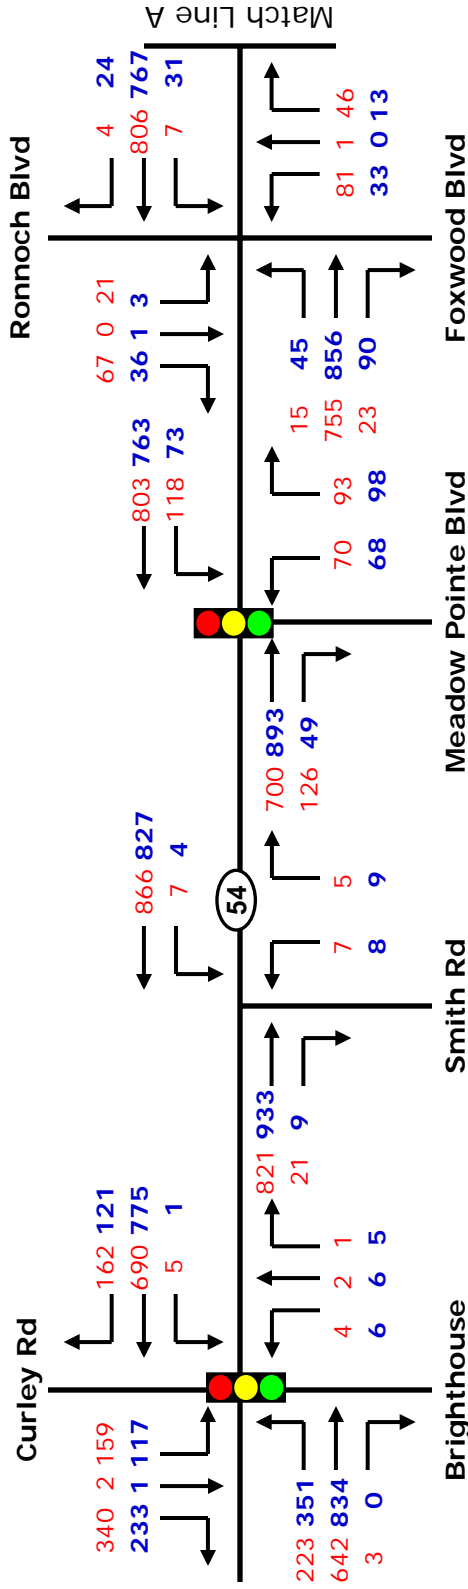 Curley Rd
340 2 159
233 1 117
162 121
690 775
5 1
223 351
642 834
3 0
4 2 1
6 6 5
Brighthouse
866 827
7 4
54
821 933
21 9
7 5
8 9
Smith Rd
803 763
118 73
700 893
126 49
70 93
68 98
Meadow Pointe Blvd
Ronnoch Blvd
67 0 21
36 1 3
4 24
806 767
7 31
15 45
755 856
23 90
81 1 46
33 0 13
Foxwood Blvd
Match Line A